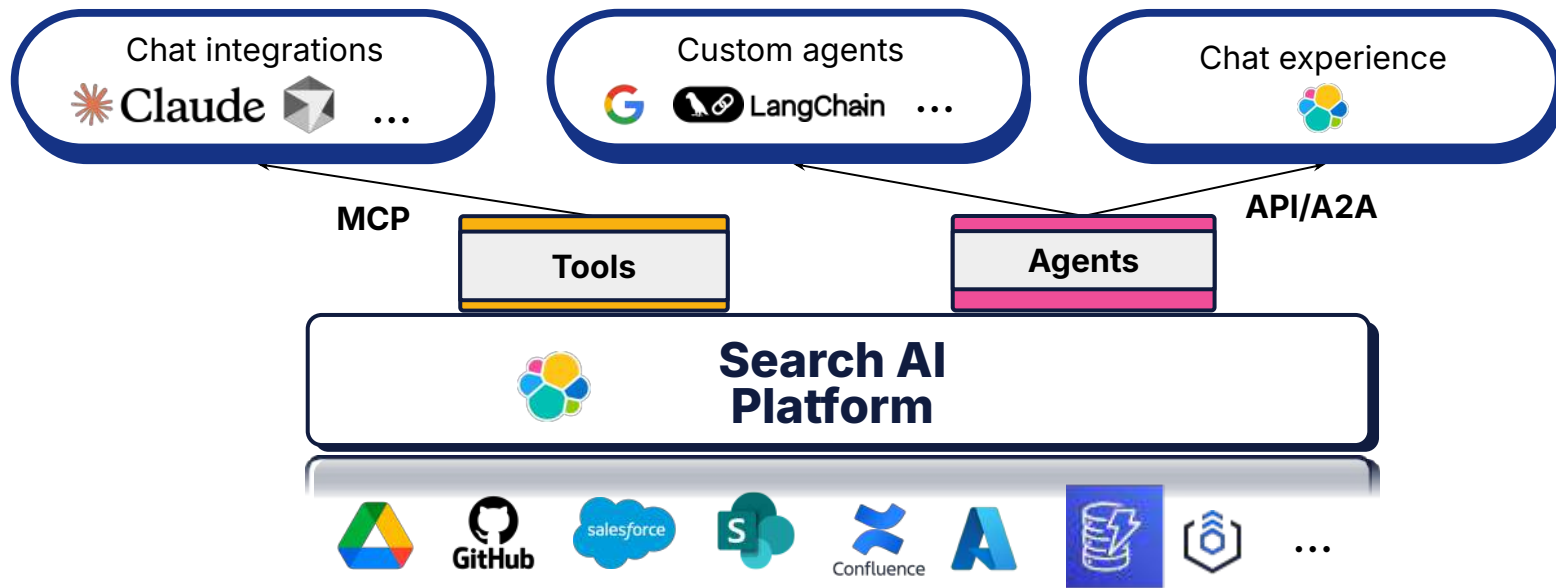 Chat integrations
Claude
...
Custom agents
LangChain
...
Chat experience
MCP
API/A2A
Tools
Agents
Search AI
Platform
GitHub
salesforce
S
Confluence
...